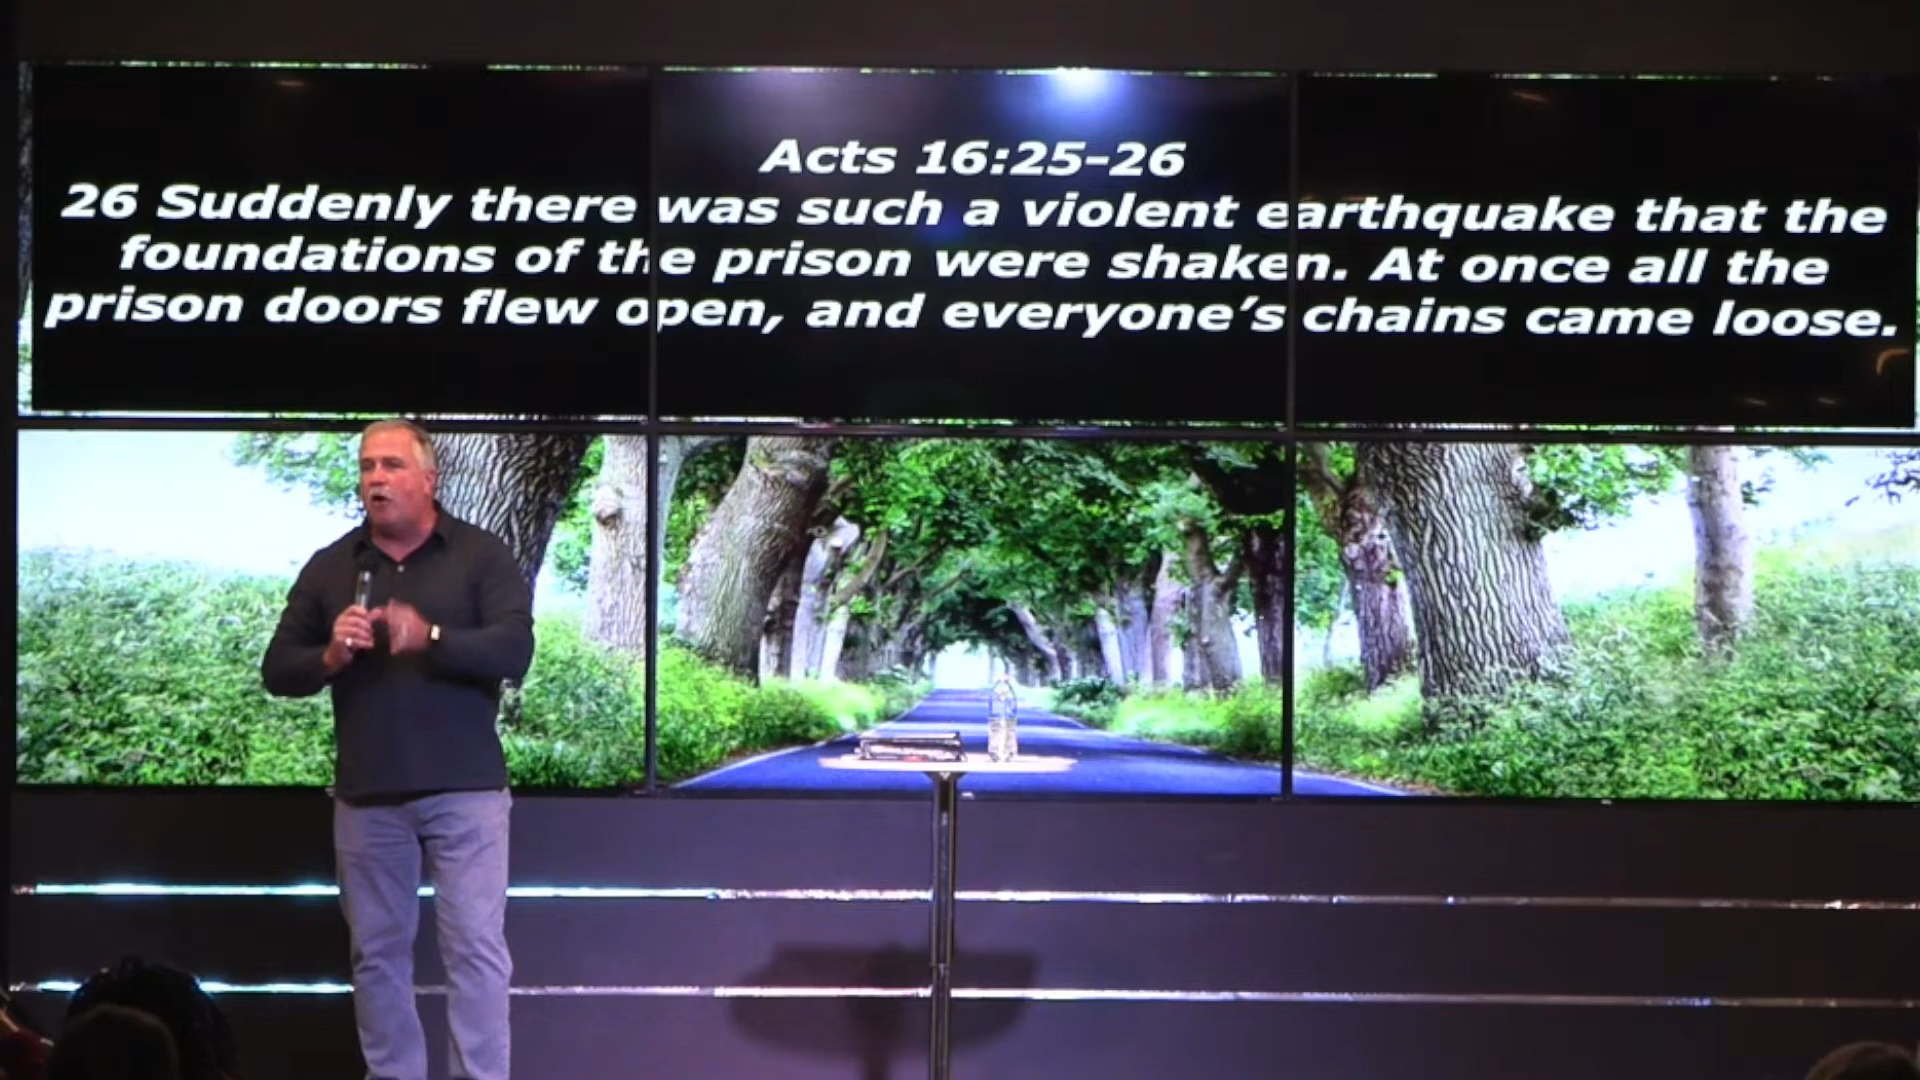 Acts 16:25-26
26 Suddenly there was such a violent earthquake that the
foundations of the prison were shaken. At once all the
prison doors flew open, and everyone’s chains came loose.